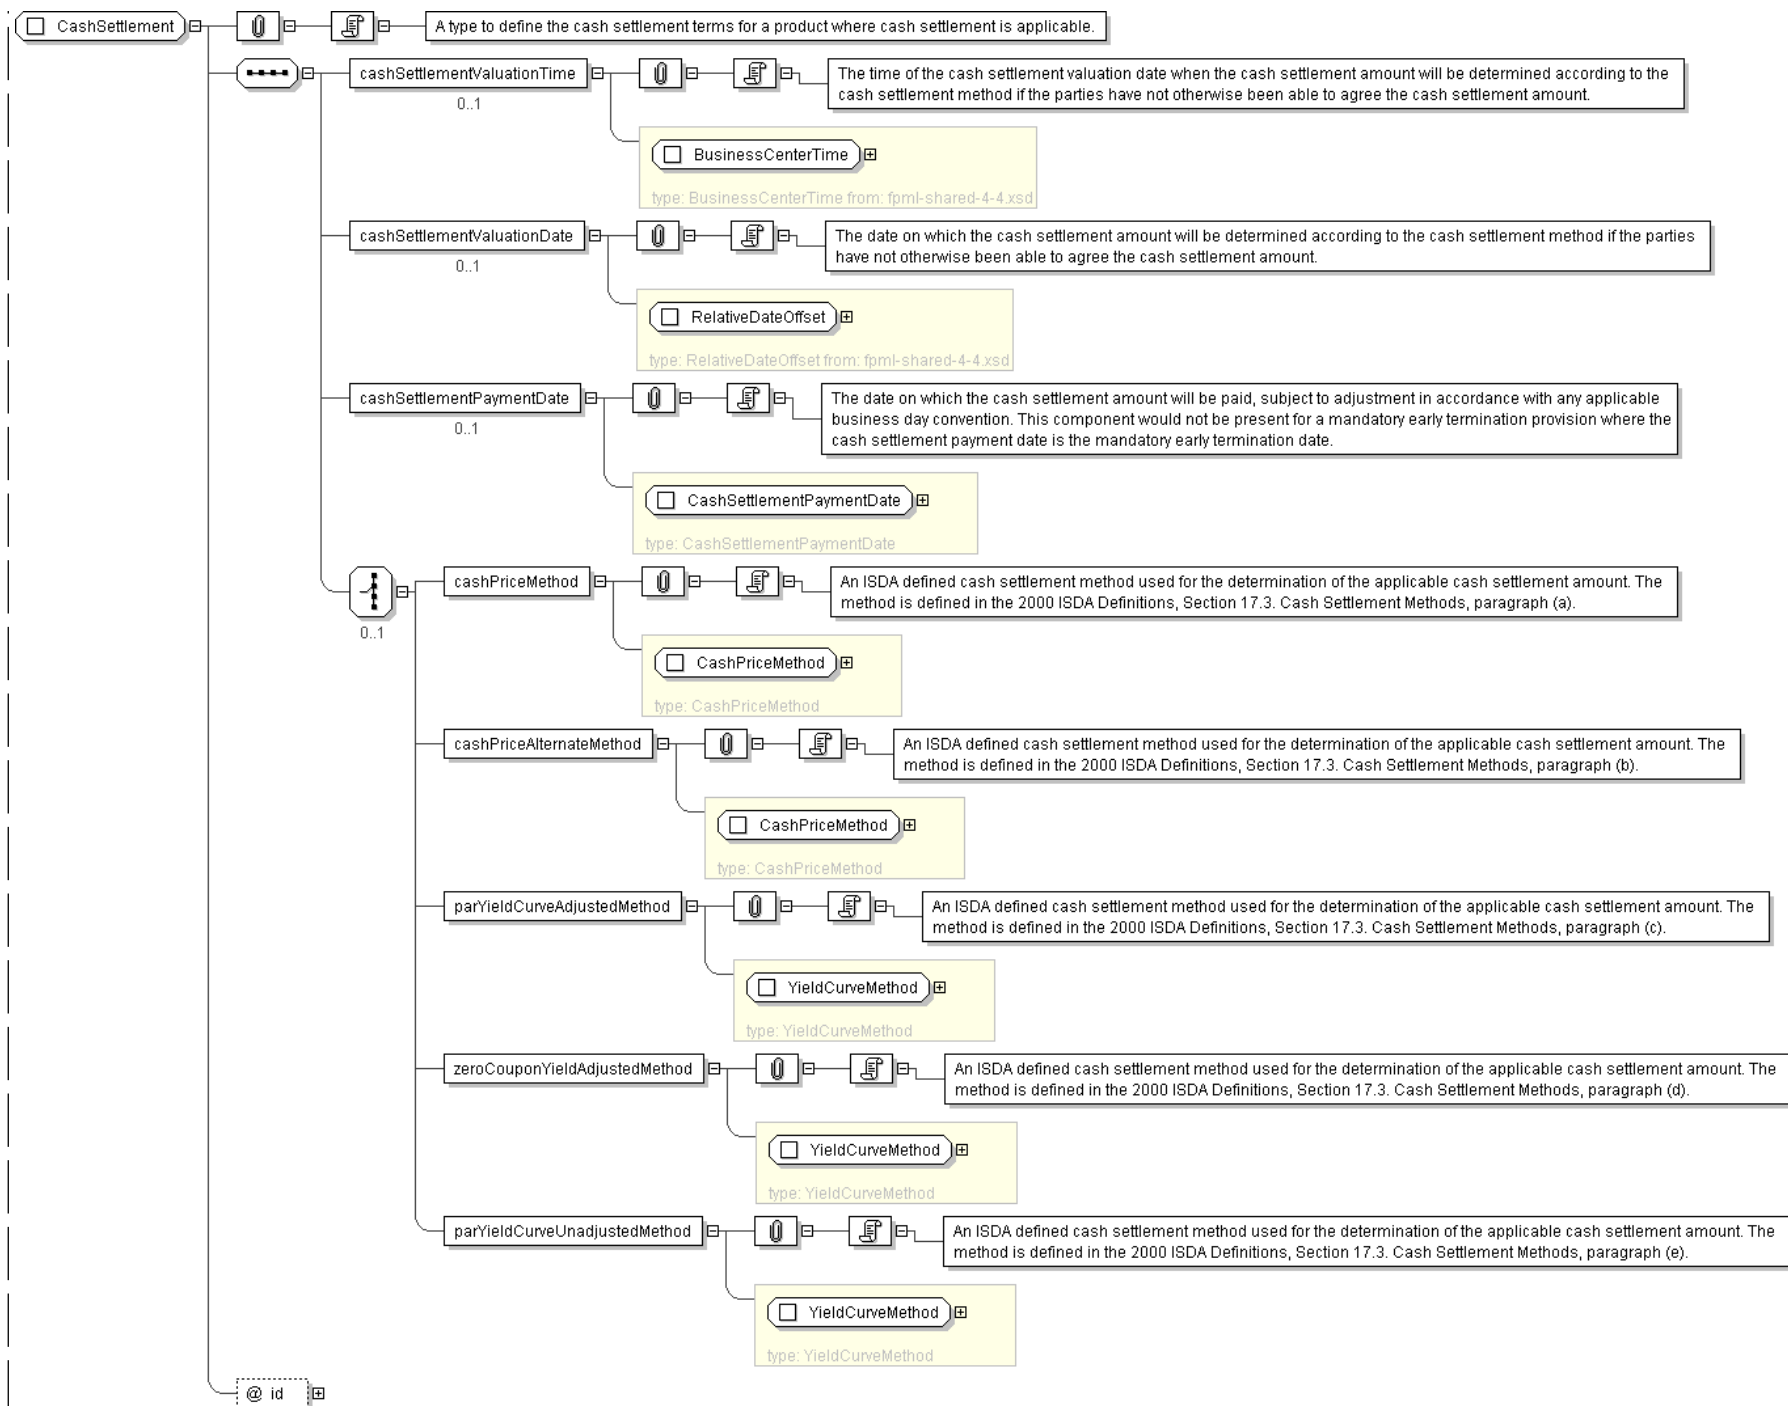 CashSettlement
A type to define the cash settlement terms for a product where cash settlement is applicable.
cashSettlementValuationTime
0..1
The time of the cash settlement valuation date when the cash settlement amount will be determined according to the
cash settlement method if the parties have not otherwise been able to agree the cash settlement amount.
BusinessCenterTime
type: BusinessCenterTime from: fpml-shared-4-4.xsd
cashSettlementValuationDate
0..1
The date on which the cash settlement amount will be determined according to the cash settlement method if the parties
have not otherwise been able to agree the cash settlement amount.
RelativeDateOffset
type: RelativeDateOffset from: fpml-shared-4-4.xsd
cashSettlementPaymentDate
0..1
The date on which the cash settlement amount will be paid, subject to adjustment in accordance with any applicable
business day convention. This component would not be present for a mandatory early termination provision where the
cash settlement payment date is the mandatory early termination date.
CashSettlementPaymentDate
type: CashSettlementPaymentDate
0..1
cashPriceMethod
An ISDA defined cash settlement method used for the determination of the applicable cash settlement amount. The
method is defined in the 2000 ISDA Definitions, Section 17.3. Cash Settlement Methods, paragraph (a).
CashPriceMethod
type: CashPriceMethod
cashPriceAlternateMethod
An ISDA defined cash settlement method used for the determination of the applicable cash settlement amount. The
method is defined in the 2000 ISDA Definitions, Section 17.3. Cash Settlement Methods, paragraph (b).
CashPriceMethod
type: CashPriceMethod
parYieldCurveAdjustedMethod
An ISDA defined cash settlement method used for the determination of the applicable cash settlement amount. The
method is defined in the 2000 ISDA Definitions, Section 17.3. Cash Settlement Methods, paragraph (c).
YieldCurveMethod
type: YieldCurveMethod
zeroCouponYieldAdjustedMethod
An ISDA defined cash settlement method used for the determination of the applicable cash settlement amount. The
method is defined in the 2000 ISDA Definitions, Section 17.3. Cash Settlement Methods, paragraph (d).
YieldCurveMethod
type: YieldCurveMethod
parYieldCurveUnadjustedMethod
An ISDA defined cash settlement method used for the determination of the applicable cash settlement amount. The
method is defined in the 2000 ISDA Definitions, Section 17.3. Cash Settlement Methods, paragraph (e).
YieldCurveMethod
type: YieldCurveMethod
@ id